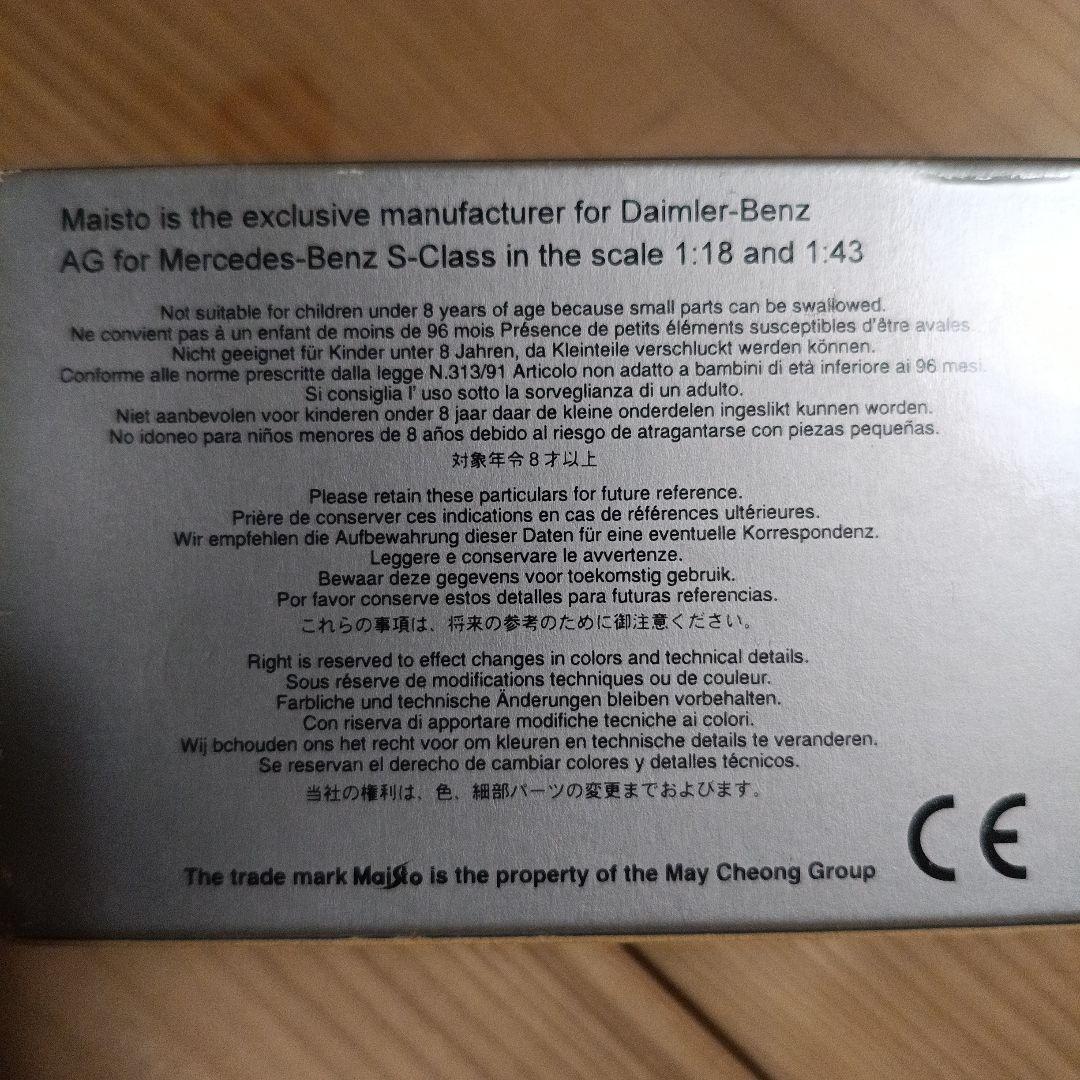 Maisto is the exclusive manufacturer for Daimler-Benz
AG for Mercedes-Benz S-Class in the scale 1:18 and 1:43
Not suitable for children under 8 years of age because small parts can be swallowed.
Ne convient pas à un enfant de moins de 96 mois Présence de petits éléments susceptibles d'être avales
Nicht geeignet für Kinder unter 8 Jahren, da Kleinteile verschluckt werden können.
Conforme alle norme prescritte dalla legge N.313/91 Articolo non adatto a bambini di età inferiore ai 96 mesi.
Si consiglia l' uso sotto la sorveglianza di un adulto.
Niet aanbevolen voor kinderen onder 8 jaar daar de kleine onderdelen ingeslikt kunnen worden.
No idoneo para niños menores de 8 años debido al riesgo de atragantarse con piezas pequeñas.
対象年令8才以上
Please retain these particulars for future reference.
Prière de conserver ces indications en cas de références ultérieures.
Wir empfehlen die Aufbewahrung dieser Daten für eine eventuelle Korrespondenz.
Leggere e conservare le avvertenze.
Bewaar deze gegevens voor toekomstig gebruik.
Por favor conserve estos detalles para futuras referencias.
これらの事項は、将来の参考のために御注意ください。
Right is reserved to effect changes in colors and technical details.
Sous réserve de modifications techniques ou de couleur.
Farbliche und technische Änderungen bleiben vorbehalten.
Con riserva di apportare modifiche tecniche ai colori.
Wij bchouden ons het recht voor om kleuren en technische details te veranderen.
Se reservan el derecho de cambiar colores y detalles técnicos.
当社の権利は、色、細部パーツの変更までおよびます。
CE
The trade mark Maisto is the property of the May Cheong Group